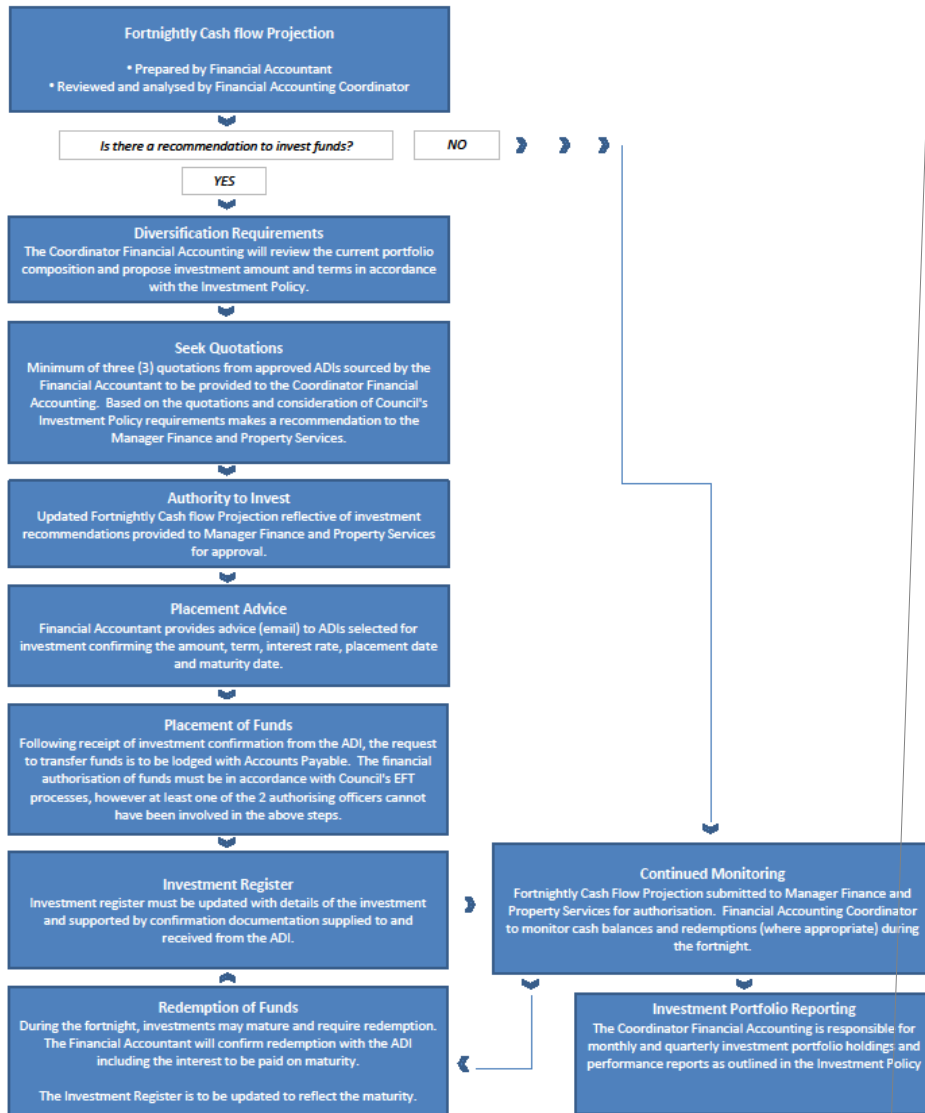 Fortnightly Cash flow Projection
* Prepared by Financial Accountant
* Reviewed and analysed by Financial Accounting Coordinator
Is there a recommendation to invest funds?
NO
YES
Diversification Requirements
The Coordinator Financial Accounting will review the current portfolio
composition and propose investment amount and terms in accordance
with the Investment Policy.
Seek Quotations
Minimum of three (3) quotations from approved ADIs sourced by the
Financial Accountant to be provided to the Coordinator Financial
Accounting. Based on the quotations and consideration of Council's
Investment Policy requirements makes a recommendation to the
Manager Finance and Property Services.
Authority to Invest
Updated Fortnightly Cash flow Projection reflective of investment
recommendations provided to Manager Finance and Property Services
for approval.
Placement Advice
Financial Accountant provides advice (email) to ADIs selected for
investment confirming the amount, term, interest rate, placement date
and maturity date.
Placement of Funds
Following receipt of investment confirmation from the ADI, the request
to transfer funds is to be lodged with Accounts Payable. The financial
authorisation of funds must be in accordance with Council's EFT
processes, however at least one of the 2 authorising officers cannot
have been involved in the above steps.
Investment Register
Investment register must be updated with details of the investment
and supported by confirmation documentation supplied to and
received from the ADI.
Continued Monitoring
Fortnightly Cash Flow Projection submitted to Manager Finance and
Property Services for authorisation. Financial Accounting Coordinator
to monitor cash balances and redemptions (where appropriate) during
the fortnight.
Redemption of Funds
During the fortnight, investments may mature and require redemption.
The Financial Accountant will confirm redemption with the ADI
including the interest to be paid on maturity.
The Investment Register is to be updated to reflect the maturity.
Investment Portfolio Reporting
The Coordinator Financial Accounting is responsible for
monthly and quarterly investment portfolio holdings and
performance reports as outlined in the Investment Policy